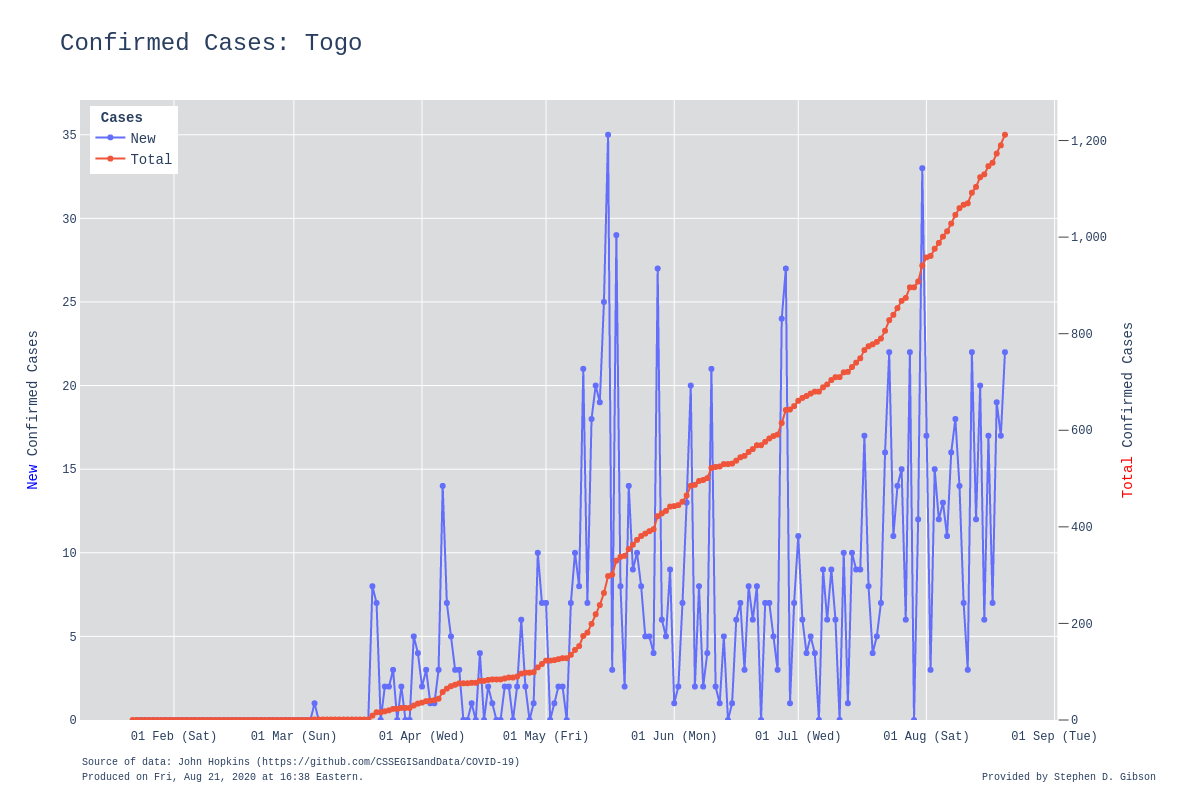 Confirmed Cases: Togo
Cases
New
Total
35
30
25
20
15
10
5
0
1,200
1,000
800
600
400
200
0
New Confirmed Cases
Total Confirmed Cases
01 Feb (Sat)
01 Mar (Sun)
01 Apr (Wed)
01 May (Fri)
01 Jun (Mon)
01 Jul (Wed)
01 Aug (Sat)
01 Sep (Tue)
Source of data: John Hopkins (https://github.com/CSSEGISandData/COVID-19)
Produced on Fri, Aug 21, 2020 at 16:38 Eastern.
Provided by Stephen D. Gibson